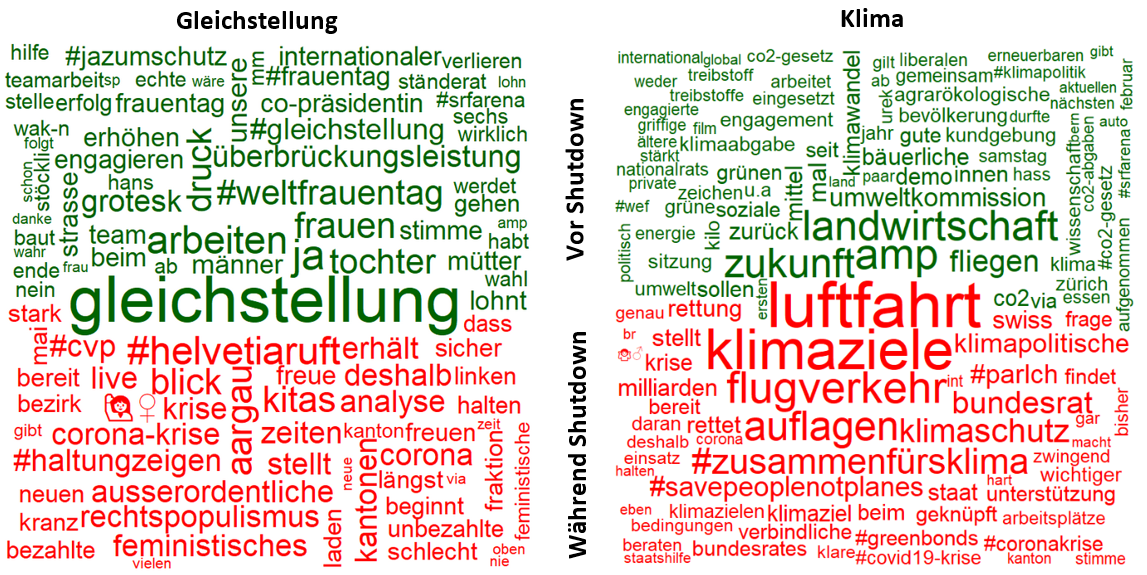 Gleichstellung
hilfe #jazumschutz internationaler verlieren
teamarbeit sp echte wäre unsere mm #frauentag ständerat lohn
stelle erfolg frauentag co-präsidentin #srfarena
wak-n erhöhen druck #gleichstellung sechs wirklich
folgt engagieren überbrückungsleistung
schon stöckli hans grotesk #weltfrauentag werdet gehen
danke strasse team frauen stimme amp
baut beim arbeiten ja tochter mütter habt
wahr ende frau ab männer wahl
nein gleichstellung lohnt
stark dass
mai #cvp #helvetiaruft erhält sicher
bereit live blick aargau freue deshalb linken
bezirk krise kitas analyse halten
gibt corona-krise zeiten kanton freuen zeit
#haltungzeigen stellt kantonen corona feministische
neuen ausserordentliche neue längst via fraktion
kranz rechtspopulismus laden beginnt unbezahlte
bezahlte feministisches schlecht oben
vielen nie
Vor Shutdown
Während Shutdown
Klima
international global co2-gesetz klimawandel gilt liberalen erneuerbaren gibt
weder treibstoff arbeitet ab gemeinsam #klimapolitik februar
treibstoffe eingesetzt urek agrarökologische aktuellen nächsten
engagierte engagement bevölkerung durfte
griffige film jahr gute kundgebung bern auto
ältere klimaabgabe seit bäuerliche samstag
stärkt mal land paar demo innen hass wissenschaft co2-abgaben #srfarena
nationalrats grünen mittel umweltkommission
private zeichen u.a
#wef grüne soziale landwirtschaft #co2-gesetz
politisch energie kilo zurück aufgenommen
sitzung zukunft amp fliegen klima
umwelt sollen ersten co2 via zürich essen
genau rettung luftfahrt swiss frage
br stellt klimaziele klimapolitische
krise
milliarden flugverkehr int #parlch findet
bereit bundesrat bisher
daran rettet auflagen klimaschutz gar
deshalb corona macht
einsatz #zusammenfürsklima zwingend
halten hart wichtiger
#savepeoplenotplanes staat unterstützung
eben klimazielen klimaziel beim geknüpft arbeitsplätze
bedingungen verbindliche #greenbonds
beraten bundesrates klare #coronakrise
staatshilfe #covid19-krise kanton stimme